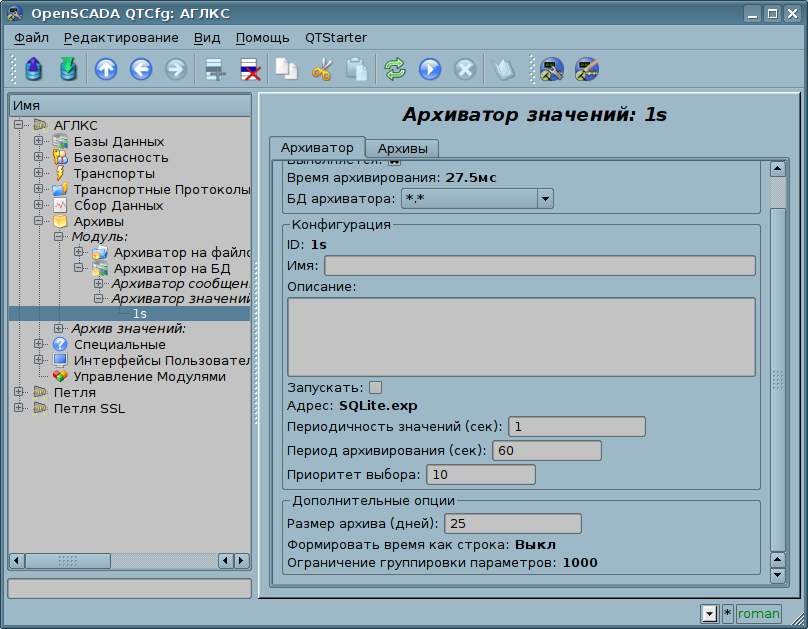 OpenSCADA QTCfg: АГЛКС
Файл Редактирование Вид Помощь QTStarter
Имя
АГЛКС
Базы Данных
Безопасность
Транспорты
Транспортные Протоколы
Сбор Данных
Архивы
Модуль:
Архиватор на файло
Архиватор на БД
Архиватор сообщен
Архиватор значений
1s
Архив значений:
Специальные
Интерфейсы Пользовател
Управление Модулями
Петля
Петля SSL
Архиватор значений: 1s
Архиватор Архивы
Выполняется:
Время архивирования: 27.5мс
БД архиватора: *.*
Конфигурация
ID: 1s
Имя:
Описание:
Запускать:
Адрес: SQLite.exp
Периодичность значений (сек): 1
Период архивирования (сек): 60
Приоритет выбора: 10
Дополнительные опции
Размер архива (дней): 25
Формировать время как строка: Выкл
Ограничение группировки параметров: 1000
* roman